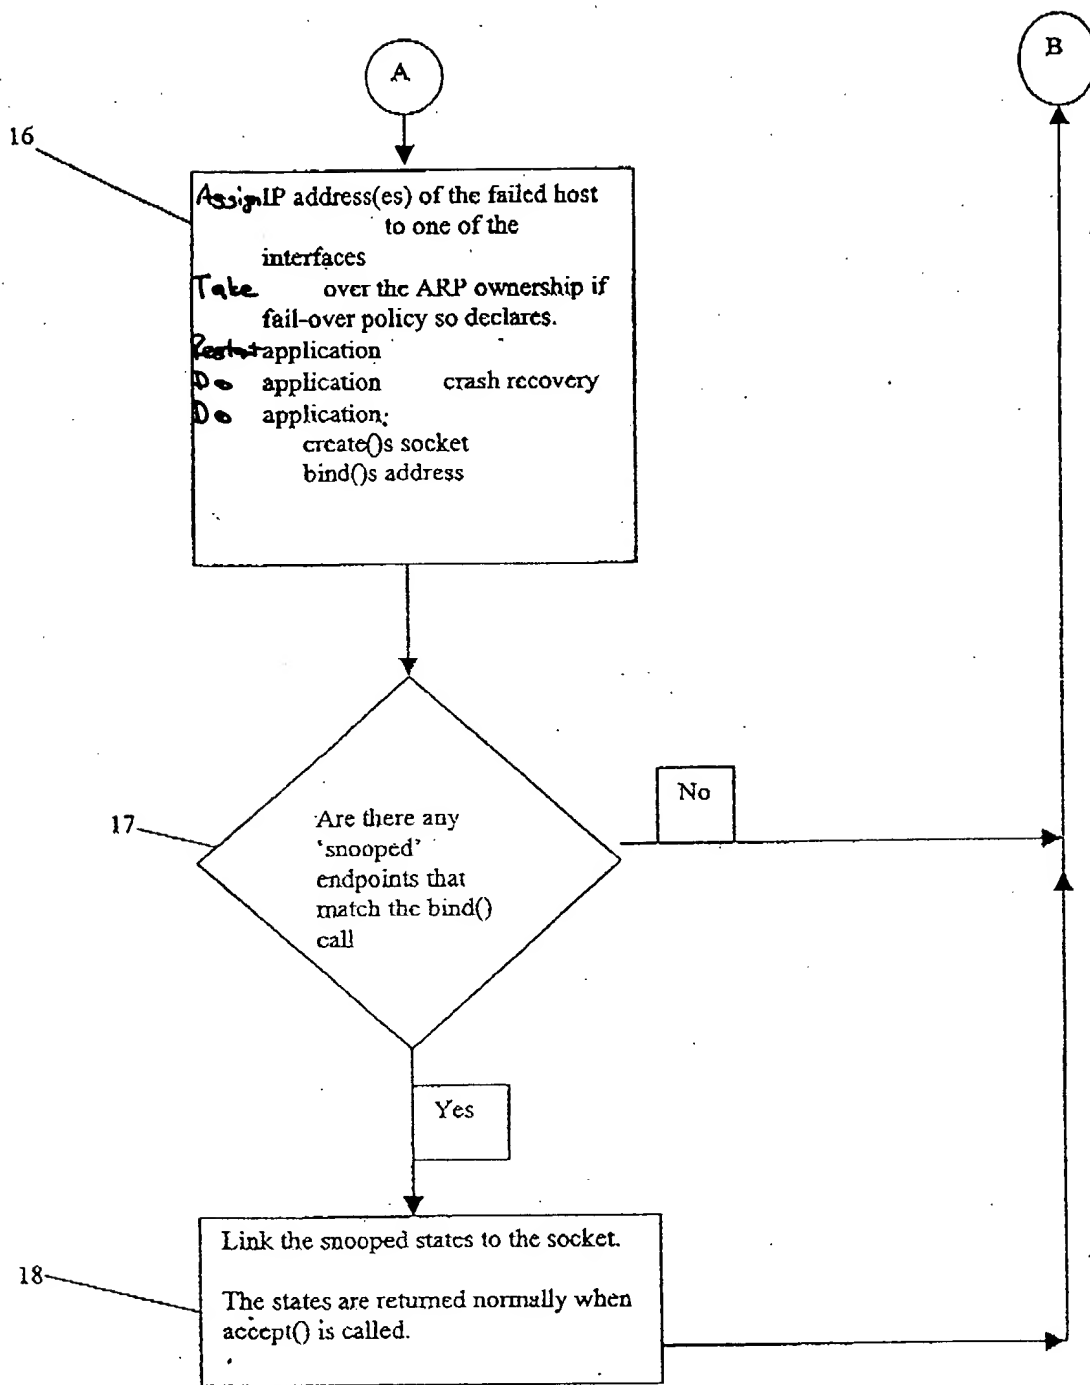 A
B
16
Assign IP address(es) of the failed host
to one of the
interfaces
Take over the ARP ownership if
fail-over policy so declares.
Restart application
Do application crash recovery
Do application:
create()s socket
bind()s address
No
17
Are there any
'snooped'
endpoints that
match the bind()
call
Yes
Link the snooped states to the socket.
18
The states are returned normally when
accept() is called.